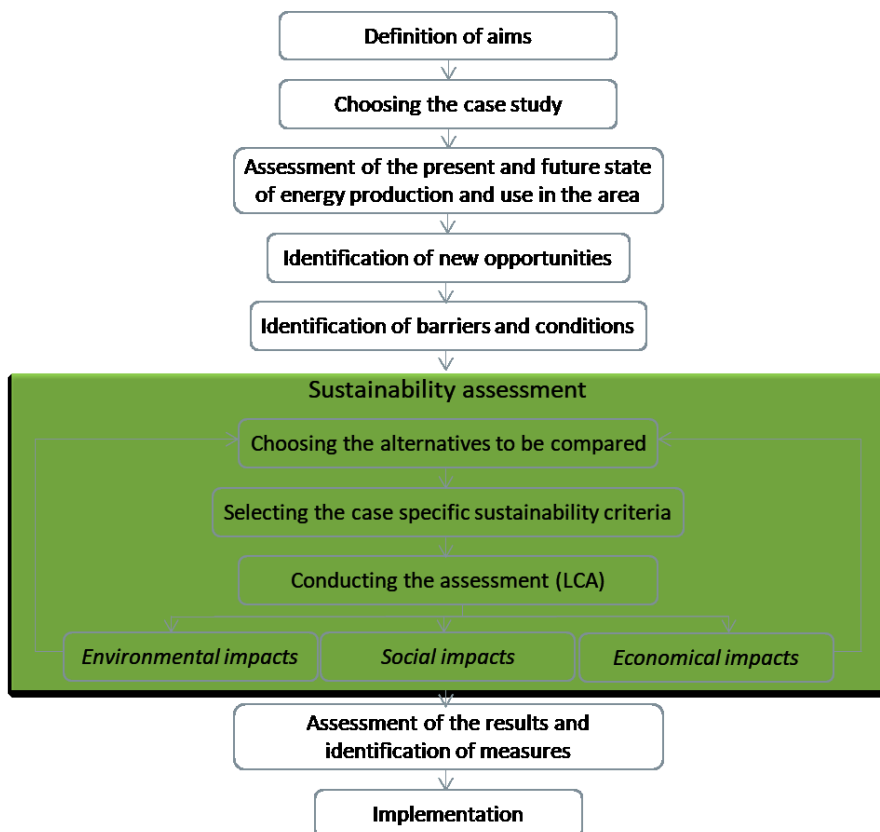 Definition of aims
Choosing the case study
Assessment of the present and future state
of energy production and use in the area
Identification of new opportunities
Identification of barriers and conditions
Sustainability assessment
Choosing the alternatives to be compared
Selecting the case specific sustainability criteria
Conducting the assessment (LCA)
Environmental impacts
Social impacts
Economical impacts
Assessment of the results and
identification of measures
Implementation